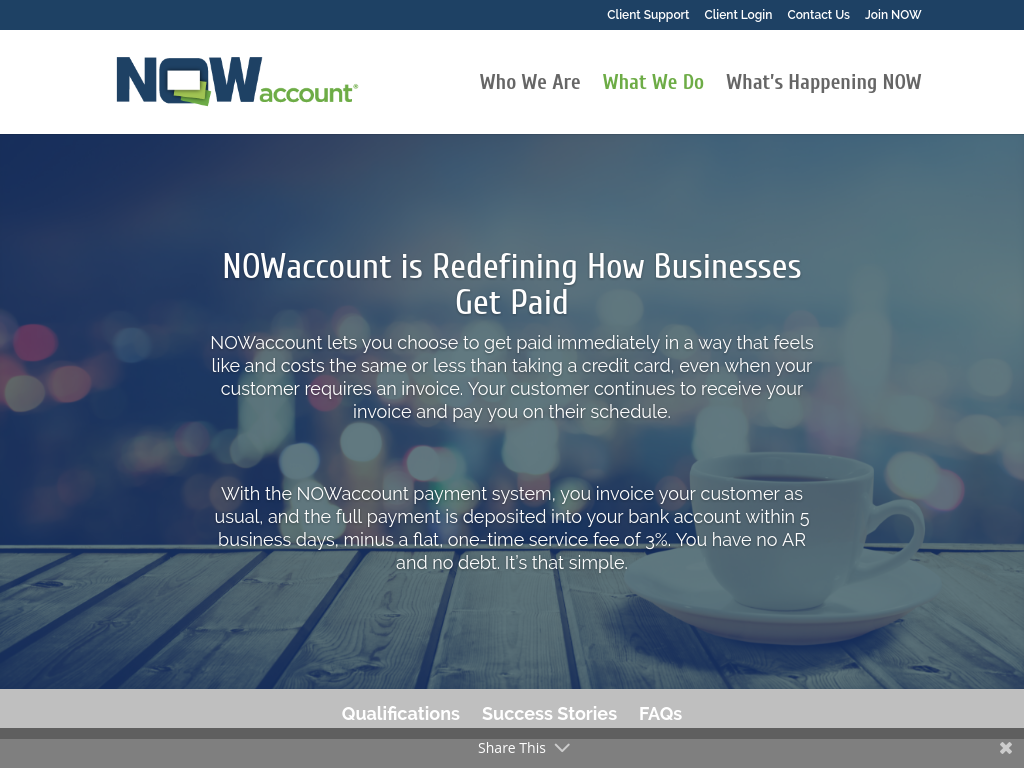 Client Support Client Login Contact Us Join NOW
NOWaccount® Who We Are What We Do What's Happening NOW
NOWaccount is Redefining How Businesses
Get Paid
NOWaccount lets you choose to get paid immediately in a way that feels
like and costs the same or less than taking a credit card, even when your
customer requires an invoice. Your customer continues to receive your
invoice and pay you on their schedule.
With the NOWaccount payment system, you invoice your customer as
usual, and the full payment is deposited into your bank account within 5
business days, minus a flat, one-time service fee of 3%. You have no AR
and no debt. It's that simple.
Qualifications Success Stories FAQs
Share This